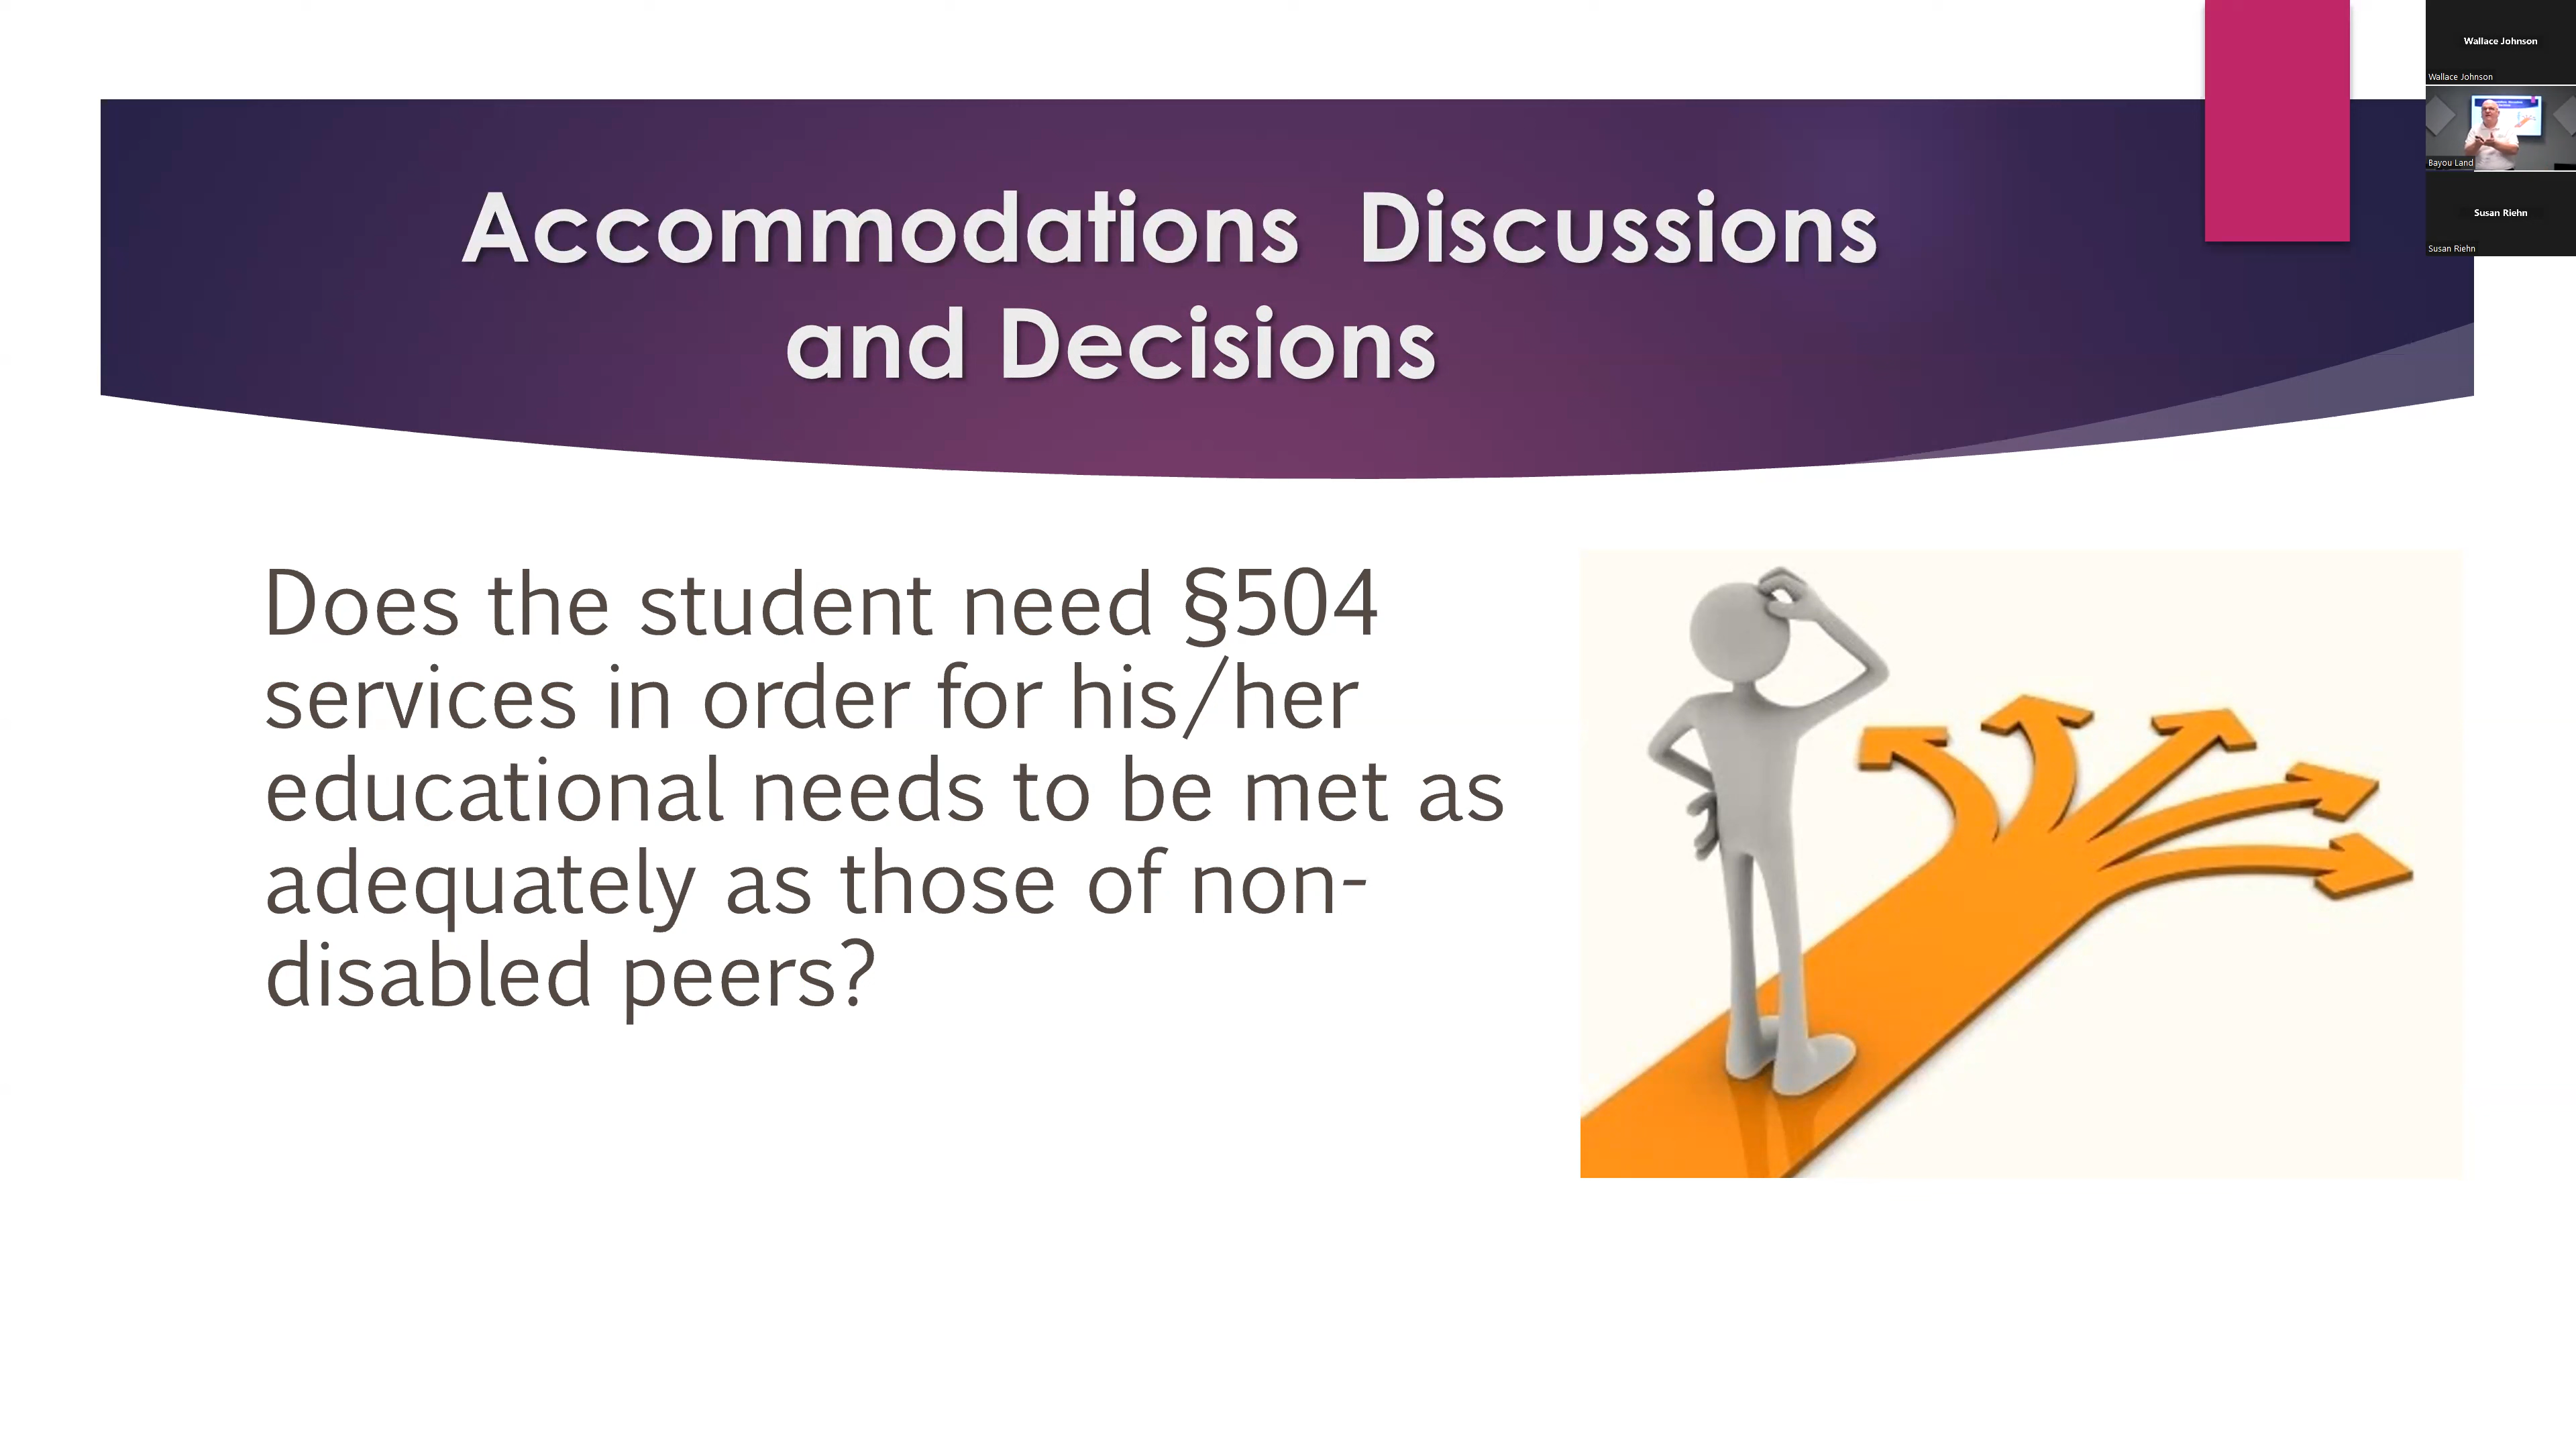 Accommodations Discussions
and Decisions
Does the student need §504
services in order for his/her
educational needs to be met as
adequately as those of non-
disabled peers?
Wallace Johnson
Wallace Johnson
Bayou Land
Susan Riehn
Susan Riehn